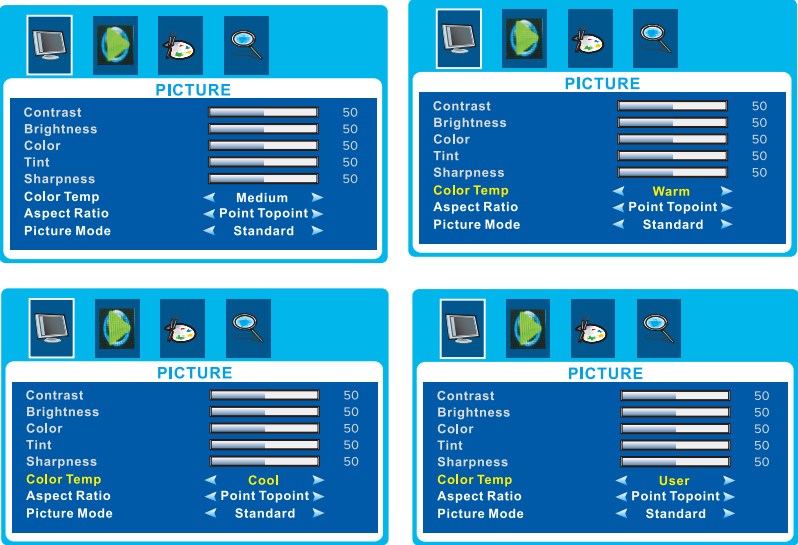 PICTURE
Contrast 50
Brightness 50
Color 50
Tint 50
Sharpness 50
Color Temp Medium
Aspect Ratio Point Topoint
Picture Mode Standard
PICTURE
Contrast 50
Brightness 50
Color 50
Tint 50
Sharpness 50
Color Temp Warm
Aspect Ratio Point Topoint
Picture Mode Standard
PICTURE
Contrast 50
Brightness 50
Color 50
Tint 50
Sharpness 50
Color Temp Cool
Aspect Ratio Point Topoint
Picture Mode Standard
PICTURE
Contrast 50
Brightness 50
Color 50
Tint 50
Sharpness 50
Color Temp User
Aspect Ratio Point Topoint
Picture Mode Standard